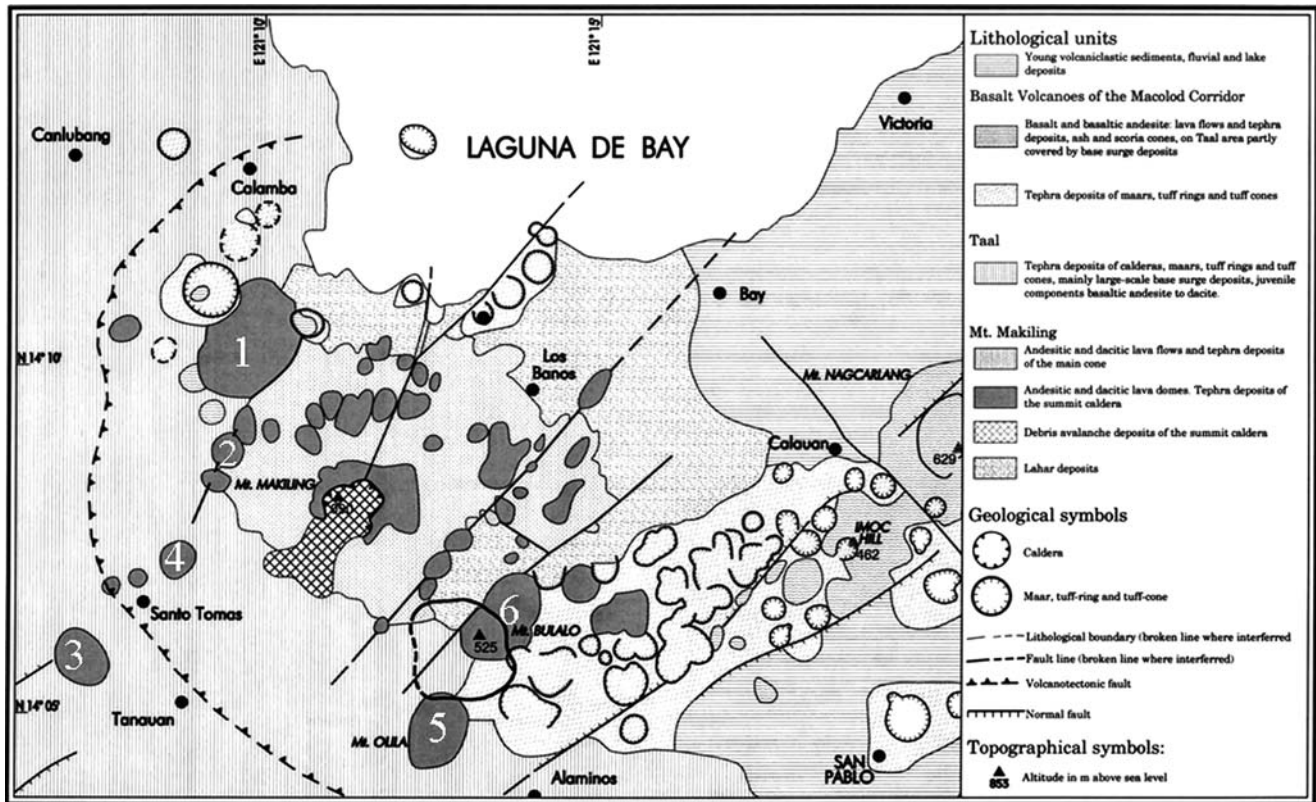 E 121° 10'
E 121° 15'
Canlubang
Calamba
LAGUNA DE BAY
Victoria
Bay
N 14° 10'
1
Los
Banos
Mt. NAGCARLANG
Calauan
629
2
Mt. MAKILING
IMOC
HILL
462
4
Santo Tomas
6
Mt. BULALO
525
3
Tanauan
N 14° 05'
5
Mt. OLILA
Alaminos
SAN
PABLO
Lithological units
Young volcaniclastic sediments, fluvial and lake
deposits
Basalt Volcanoes of the Macolod Corridor
Basalt and basaltic andesite: lava flows and tephra
deposits, ash and scoria cones, on Taal area partly
covered by base surge deposits
Tephra deposits of maars, tuff rings and tuff cones
Taal
Tephra deposits of calderas, maars, tuff rings and tuff
cones, mainly large-scale base surge deposits, juvenile
components basaltic andesite to dacite.
Mt. Makiling
Andesitic and dacitic lava flows and tephra deposits
of the main cone
Andesitic and dacitic lava domes. Tephra deposits of
the summit caldera
Debris avalanche deposits of the summit caldera
Lahar deposits
Geological symbols
Caldera
Maar, tuff-ring and tuff-cone
Lithological boundary (broken line where interferred
Fault line (broken line where interferred)
Volcanotectonic fault
Normal fault
Topographical symbols:
853
Altitude in m above sea level